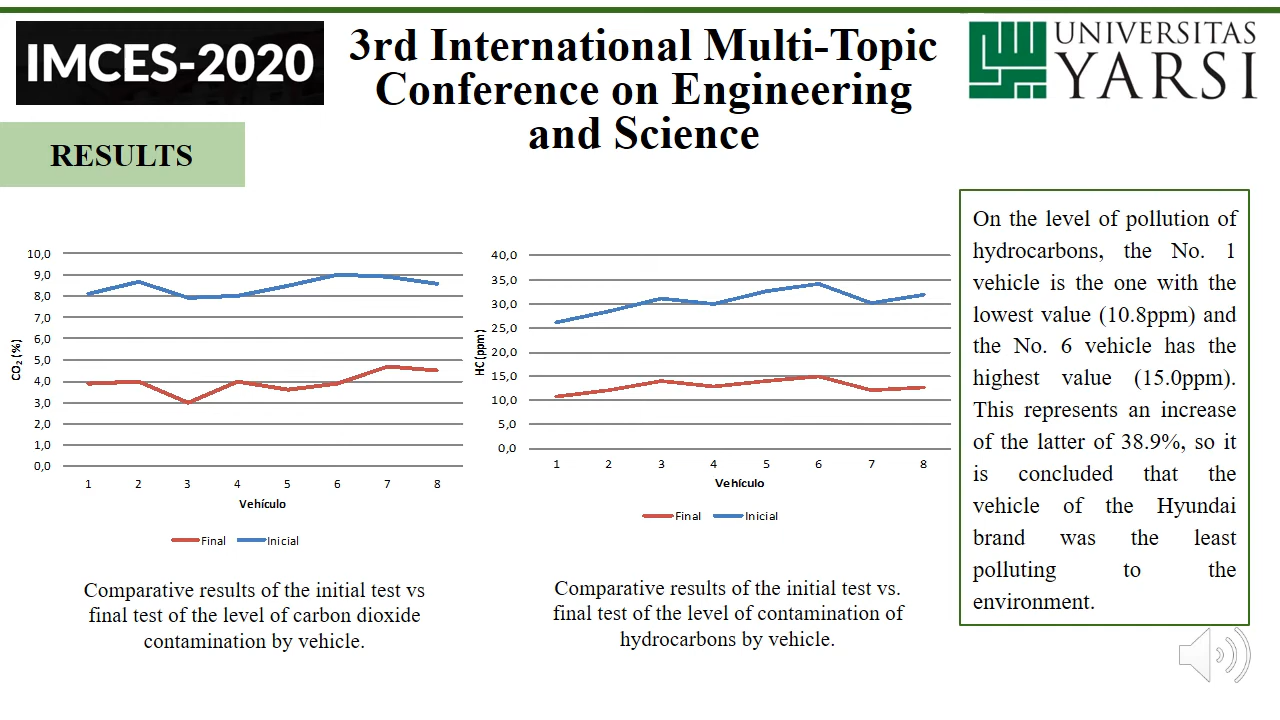 IMCES-2020
3rd International Multi-Topic
Conference on Engineering
and Science
UNIVERSITAS
YARSI
RESULTS
10,0
9,0
8,0
7,0
6,0
5,0
4,0
3,0
2,0
1,0
0,0
CO2 (%)
1 2 3 4 5 6 7 8
Vehículo
Final Inicial
Comparative results of the initial test vs
final test of the level of carbon dioxide
contamination by vehicle.
40,0
35,0
30,0
25,0
20,0
15,0
10,0
5,0
0,0
HC (ppm)
1 2 3 4 5 6 7 8
Vehículo
Final Inicial
Comparative results of the initial test vs.
final test of the level of contamination of
hydrocarbons by vehicle.
On the level of pollution of
hydrocarbons, the No. 1
vehicle is the one with the
lowest value (10.8ppm) and
the No. 6 vehicle has the
highest value (15.0ppm).
This represents an increase
of the latter of 38.9%, so it
is concluded that the
vehicle of the Hyundai
brand was the least
polluting to the
environment.